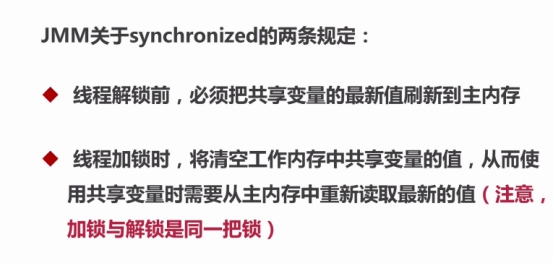 JMM关于synchronized的两条规定：
线程解锁前，必须把共享变量的最新值刷新到主内存
线程加锁时，将清空工作内存中共享变量的值，从而使
用共享变量时需要从主内存中重新读取最新的值（注意，
加锁与解锁是同一把锁）